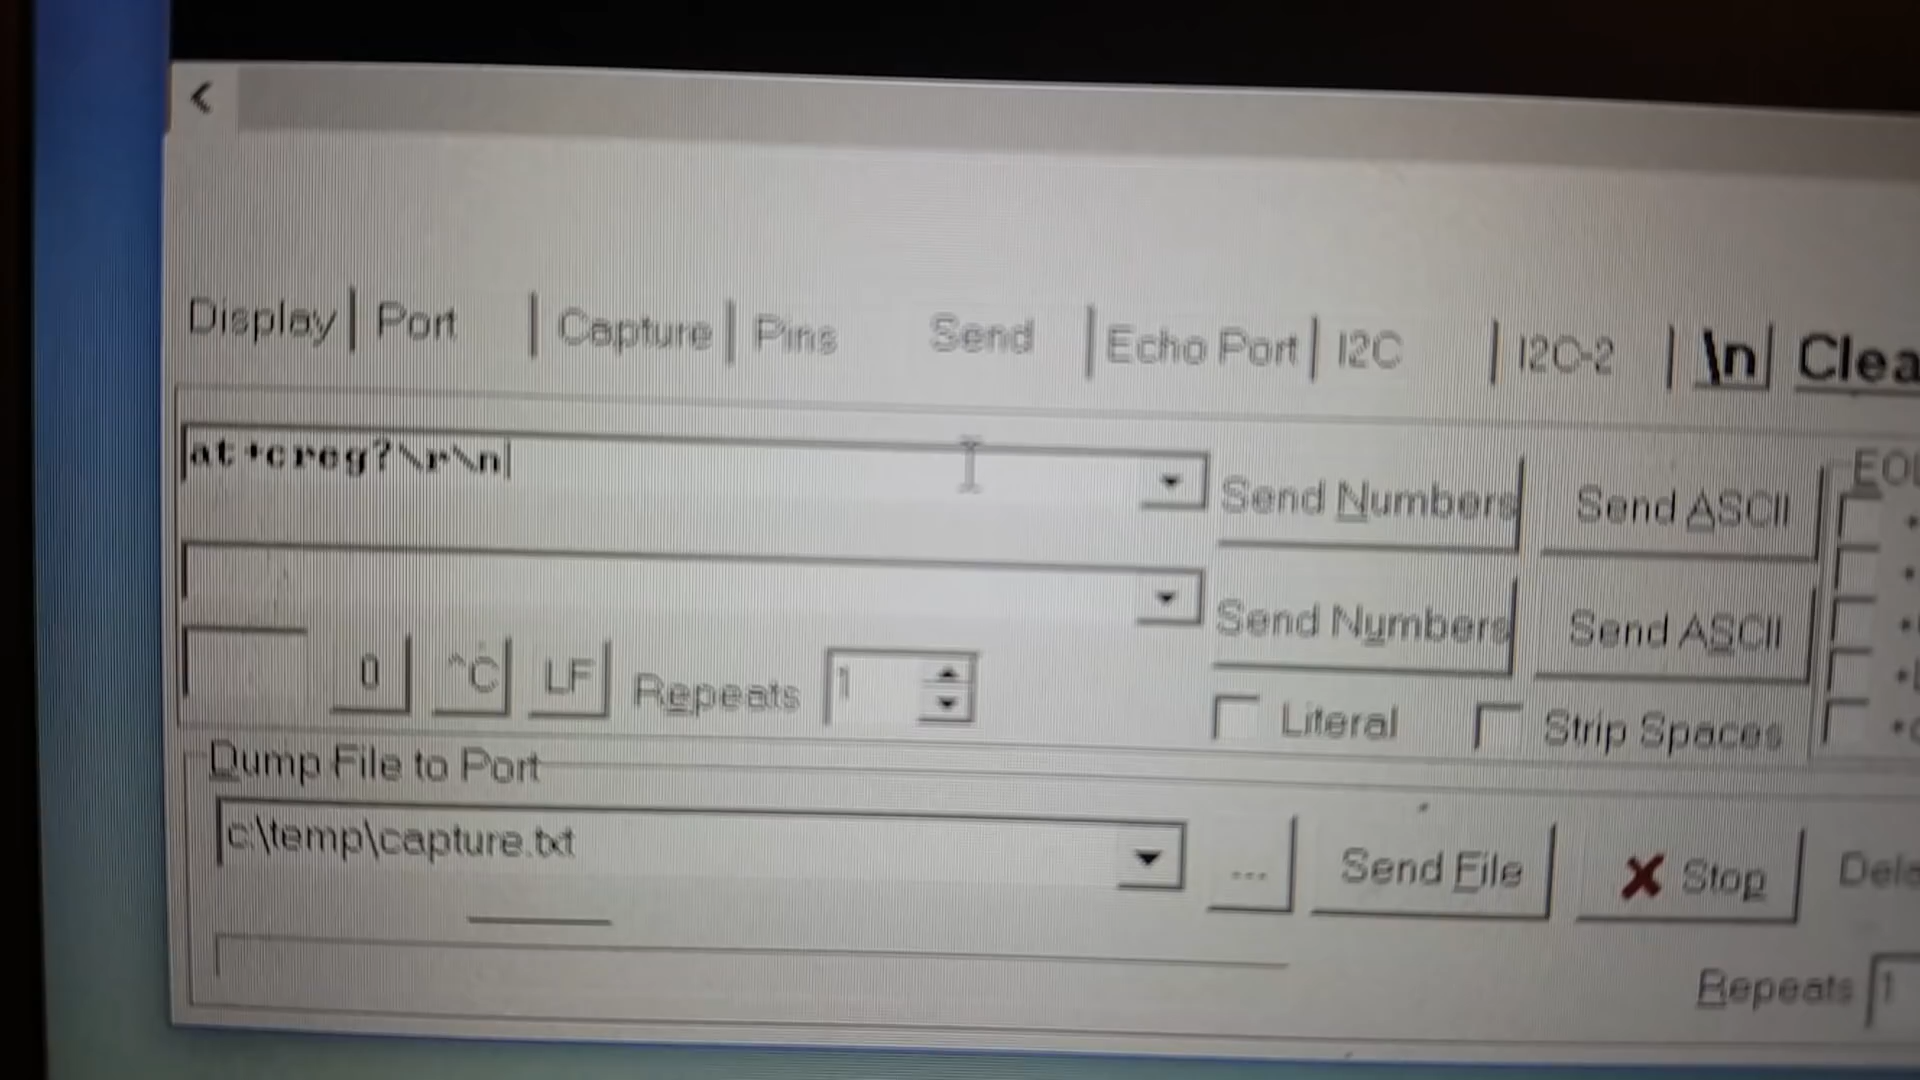 <
Display Port Capture Pins Send Echo Port I2C I2C-2 \n Clea
at+creg?\r\n
Send Numbers Send ASCII EOL
Send Numbers Send ASCII
0 ^C LF Repeats 1
Literal Strip Spaces
Dump File to Port
c:\temp\capture.txt
... Send File Stop Dela
Repeats 1